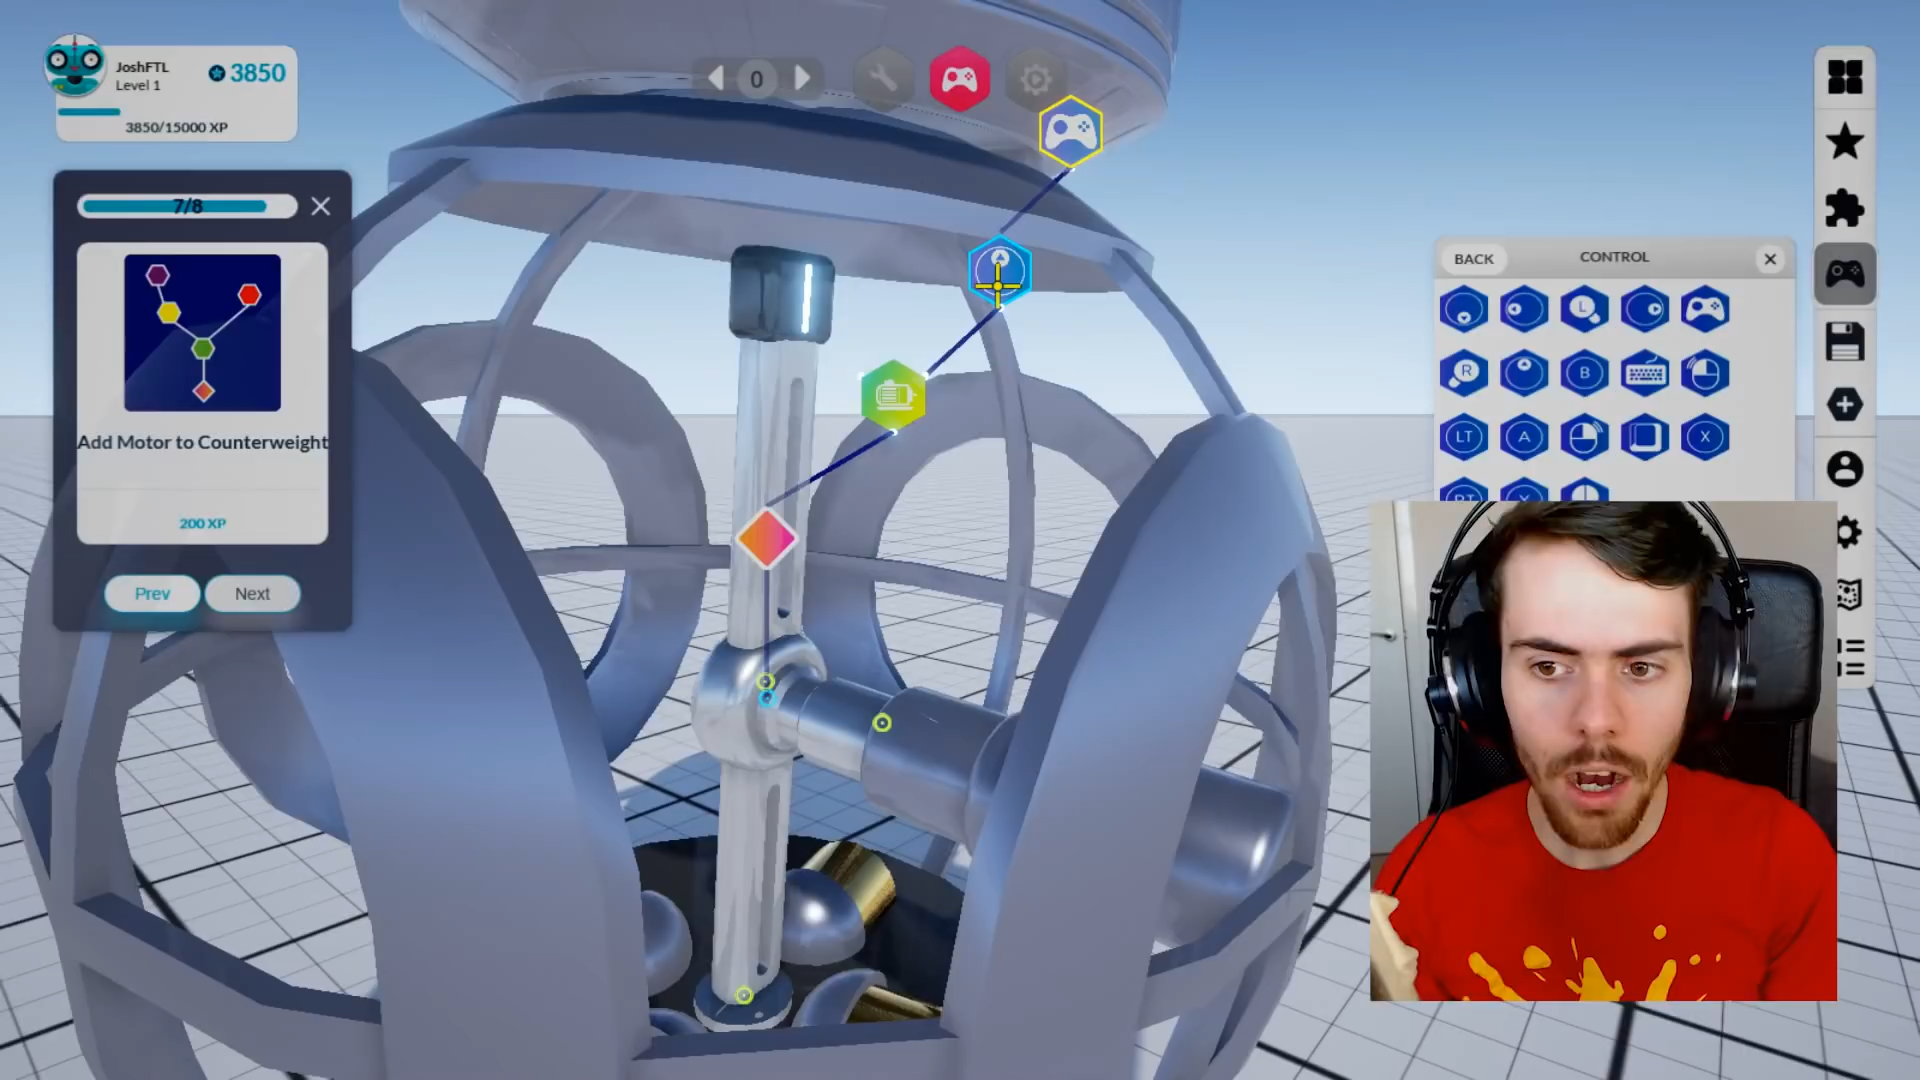 JoshFTL
Level 1
3850
3850/15000 XP
0
7/8
Add Motor to Counterweight
200 XP
Prev
Next
BACK
CONTROL
L
R
B
LT
A
X